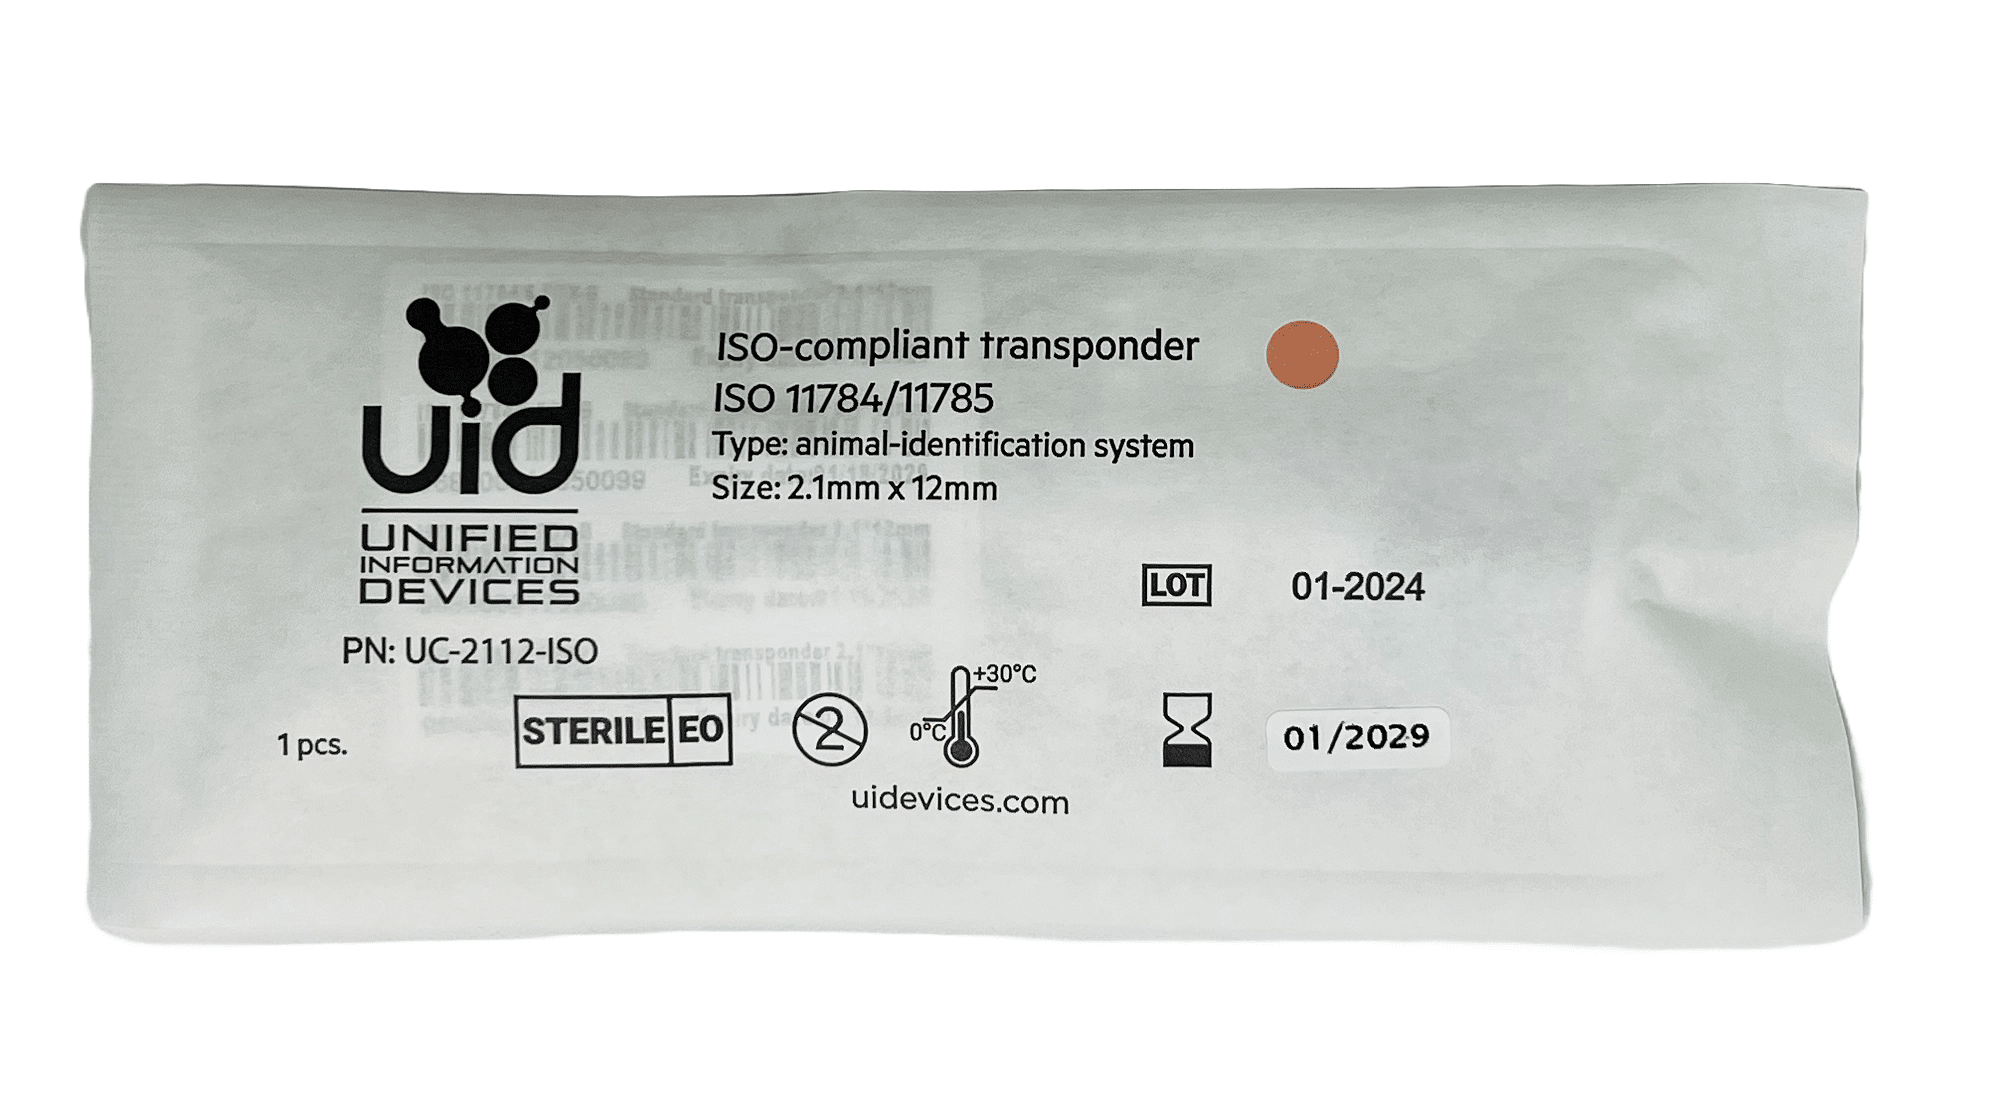 uid
UNIFIED
INFORMATION
DEVICES
PN: UC-2112-ISO
ISO-compliant transponder
ISO 11784/11785
Type: animal-identification system
Size: 2.1mm x 12mm
LOT 01-2024
1 pcs.
STERILE EO
2
0°C
+30°C
01/2029
uidevices.com